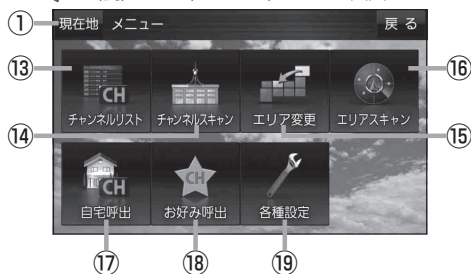 ① 現在地 メニュー 戻る
⑬ ⑯
CH
チャンネルリスト チャンネルスキャン エリア変更 エリアスキャン
⑭ ⑮
CH CH
自宅呼出 お好み呼出 各種設定
⑰ ⑱ ⑲